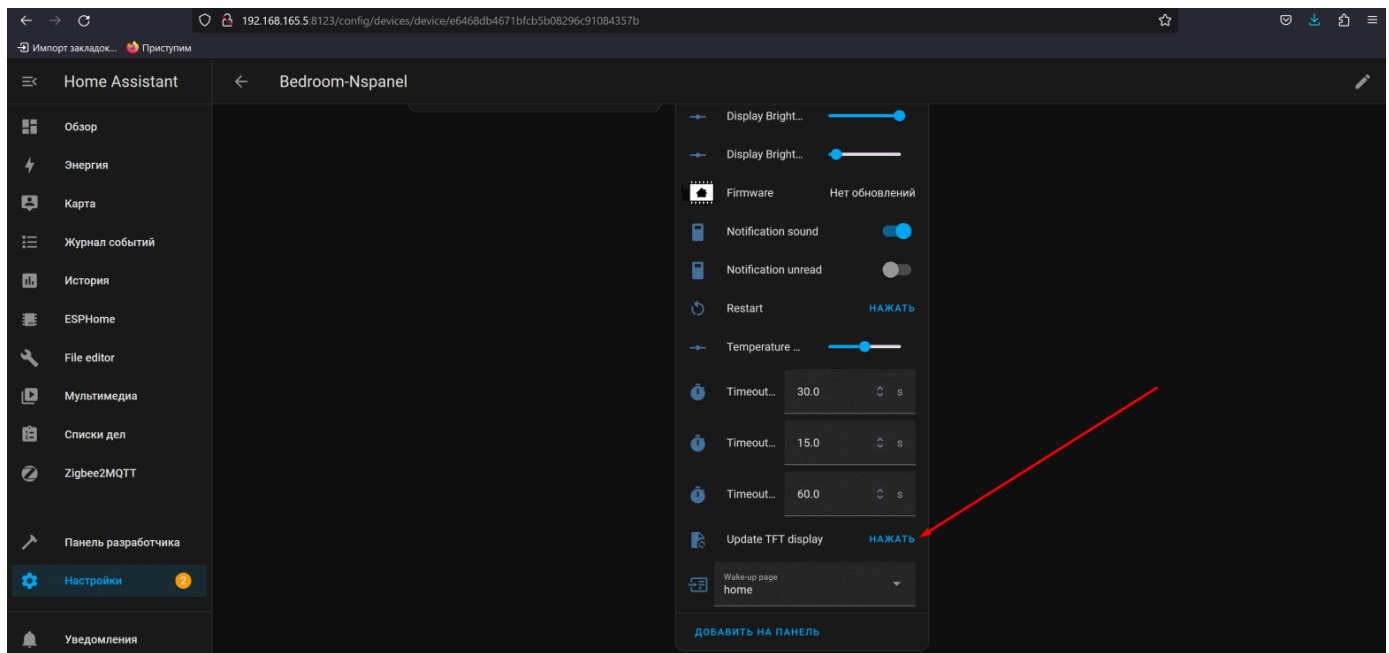 192.168.165.5:8123/config/devices/device/e6468db4671bfcb5b08296c91084357b
Импорт закладок... Приступим
Home Assistant
Bedroom-Nspanel
Обзор
Энергия
Карта
Журнал событий
История
ESPHome
File editor
Мультимедиа
Списки дел
Zigbee2MQTT
Панель разработчика
Настройки 2
Уведомления
Display Bright...
Display Bright...
Firmware Нет обновлений
Notification sound
Notification unread
Restart НАЖАТЬ
Temperature ...
Timeout... 30.0 s
Timeout... 15.0 s
Timeout... 60.0 s
Update TFT display НАЖАТЬ
Wake-up page
home
ДОБАВИТЬ НА ПАНЕЛЬ